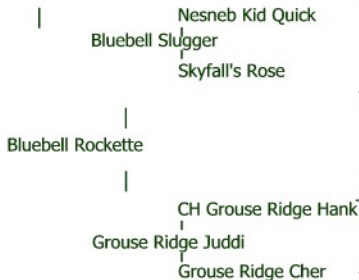 Nesneb Kid Quick
Bluebell Slugger
Skyfall's Rose
Bluebell Rockette
CH Grouse Ridge Hank
Grouse Ridge Juddi
Grouse Ridge Cher